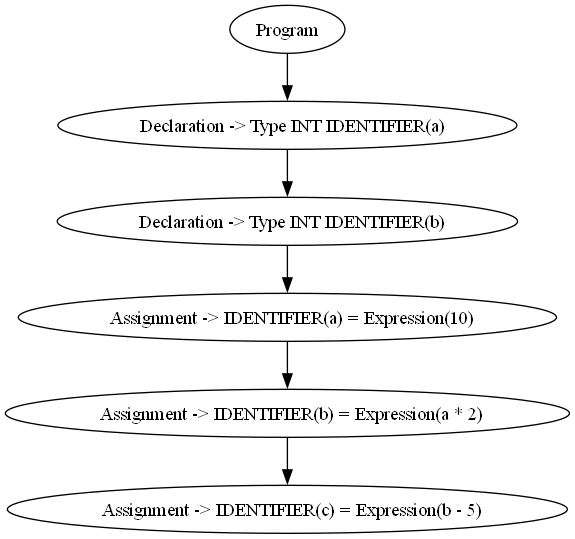 Program
Declaration -> Type INT IDENTIFIER(a)
Declaration -> Type INT IDENTIFIER(b)
Assignment -> IDENTIFIER(a) = Expression(10)
Assignment -> IDENTIFIER(b) = Expression(a * 2)
Assignment -> IDENTIFIER(c) = Expression(b - 5)